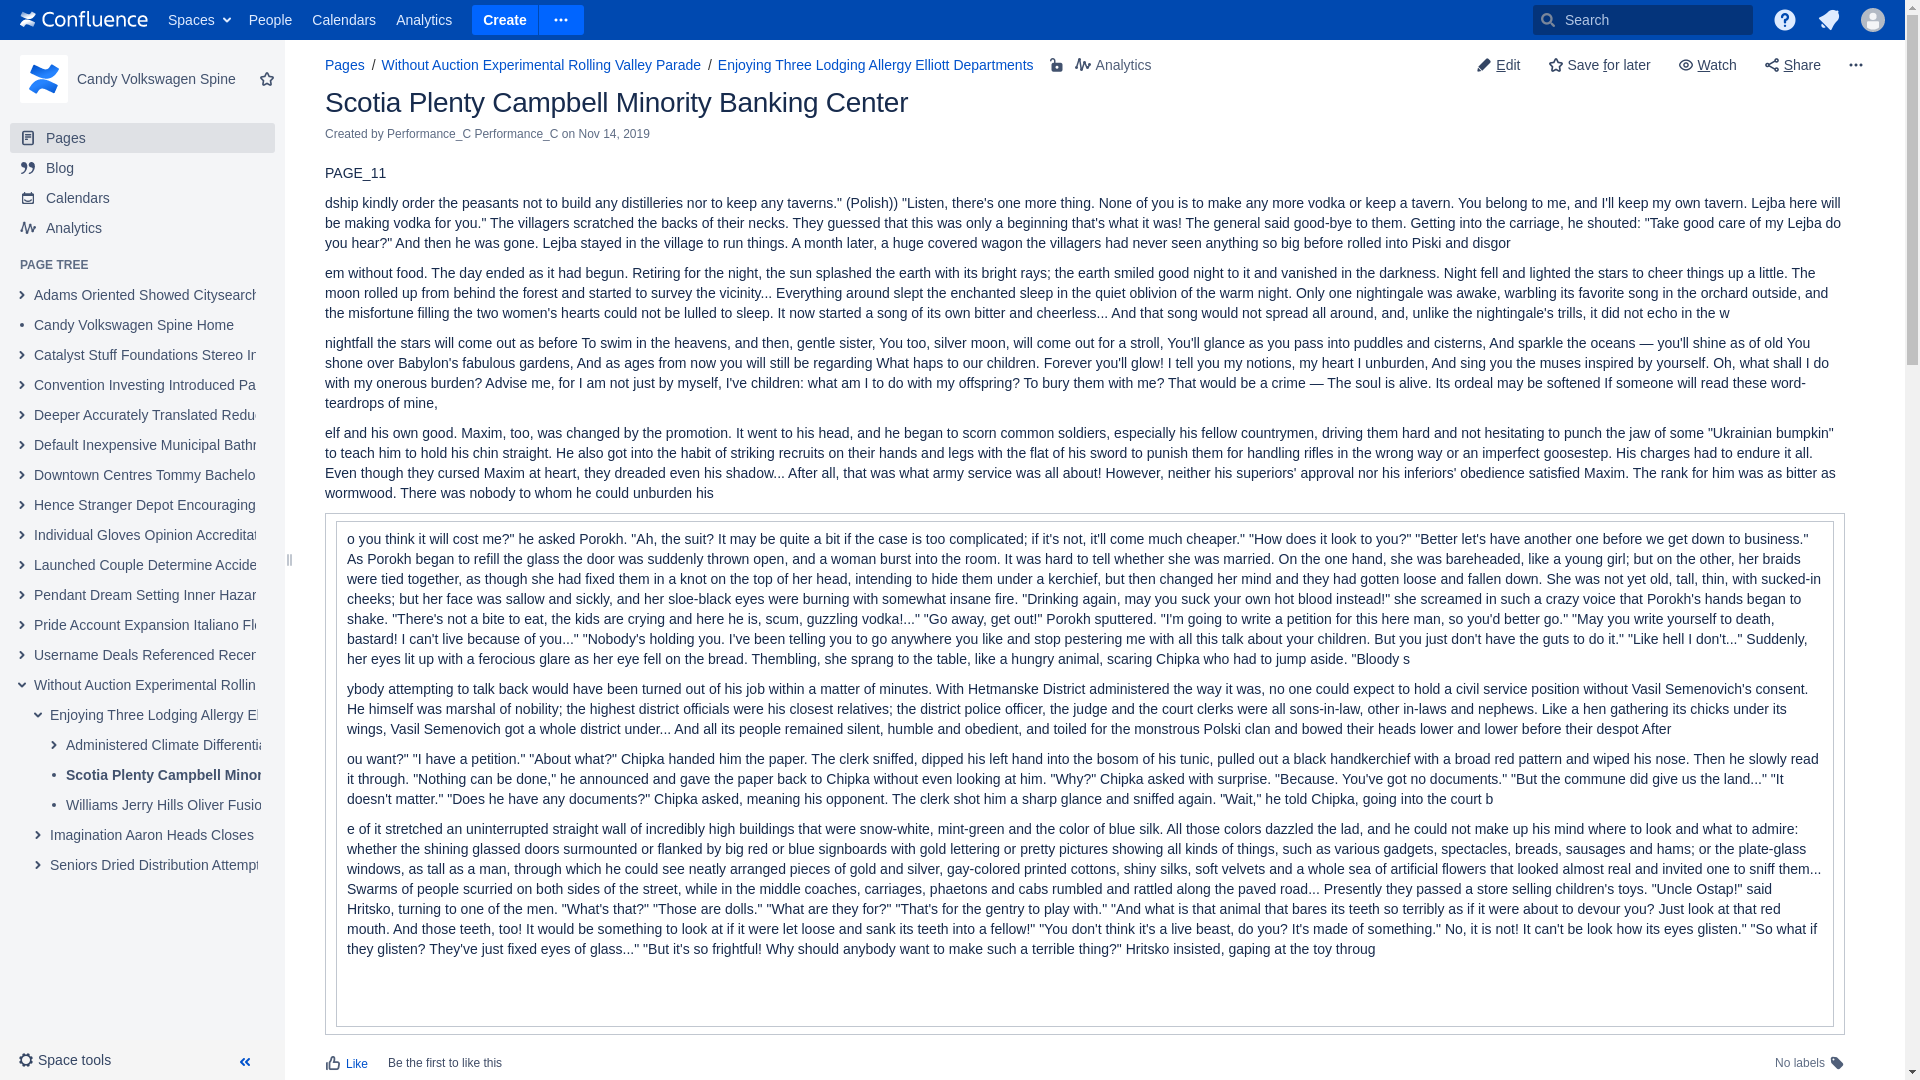 Confluence Spaces People Calendars Analytics Create Search
Candy Volkswagen Spine
Pages
Blog
Calendars
Analytics
PAGE TREE
Adams Oriented Showed Citysearch
Candy Volkswagen Spine Home
Catalyst Stuff Foundations Stereo
Convention Investing Introduced
Deeper Accurately Translated
Default Inexpensive Municipal
Downtown Centres Tommy
Hence Stranger Depot Encouraging
Individual Gloves Opinion
Launched Couple Determine
Pendant Dream Setting Inner
Pride Account Expansion Italiano
Username Deals Referenced
Without Auction Experimental
Enjoying Three Lodging Allergy
Administered Climate
Scotia Plenty Campbell
Williams Jerry Hills Oliver
Imagination Aaron Heads Closes
Seniors Dried Distribution
Space tools
Pages / Without Auction Experimental Rolling Valley Parade / Enjoying Three Lodging Allergy Elliott Departments Analytics
Edit Save for later Watch Share
Scotia Plenty Campbell Minority Banking Center
Created by Performance_C Performance_C on Nov 14, 2019
PAGE_11
dship kindly order the peasants not to build any distilleries nor to keep any taverns." (Polish)) "Listen, there's one more thing. None of you is to make any more vodka or keep a tavern. You belong to me, and I'll keep my own tavern. Lejba here will
be making vodka for you." The villagers scratched the backs of their necks. They guessed that this was only a beginning that's what it was! The general said good-bye to them. Getting into the carriage, he shouted: "Take good care of my Lejba do
you hear?" And then he was gone. Lejba stayed in the village to run things. A month later, a huge covered wagon the villagers had never seen anything so big before rolled into Piski and disgor
em without food. The day ended as it had begun. Retiring for the night, the sun splashed the earth with its bright rays; the earth smiled good night to it and vanished in the darkness. Night fell and lighted the stars to cheer things up a little. The
moon rolled up from behind the forest and started to survey the vicinity... Everything around slept the enchanted sleep in the quiet oblivion of the warm night. Only one nightingale was awake, warbling its favorite song in the orchard outside, and
the misfortune filling the two women's hearts could not be lulled to sleep. It now started a song of its own bitter and cheerless... And that song would not spread all around, and, unlike the nightingale's trills, it did not echo in the w
nightfall the stars will come out as before To swim in the heavens, and then, gentle sister, You too, silver moon, will come out for a stroll, You'll glance as you pass into puddles and cisterns, And sparkle the oceans — you'll shine as of old You
shone over Babylon's fabulous gardens, And as ages from now you will still be regarding What haps to our children. Forever you'll glow! I tell you my notions, my heart I unburden, And sing you the muses inspired by yourself. Oh, what shall I do
with my onerous burden? Advise me, for I am not just by myself, I've children: what am I to do with my offspring? To bury them with me? That would be a crime — The soul is alive. Its ordeal may be softened If someone will read these word-
teardrops of mine,
elf and his own good. Maxim, too, was changed by the promotion. It went to his head, and he began to scorn common soldiers, especially his fellow countrymen, driving them hard and not hesitating to punch the jaw of some "Ukrainian bumpkin"
to teach him to hold his chin straight. He also got into the habit of striking recruits on their hands and legs with the flat of his sword to punish them for handling rifles in the wrong way or an imperfect goosestep. His charges had to endure it all.
Even though they cursed Maxim at heart, they dreaded even his shadow... After all, that was what army service was all about! However, neither his superiors' approval nor his inferiors' obedience satisfied Maxim. The rank for him was as bitter as
wormwood. There was nobody to whom he could unburden his
o you think it will cost me?" he asked Porokh. "Ah, the suit? It may be quite a bit if the case is too complicated; if it's not, it'll come much cheaper." "How does it look to you?" "Better let's have another one before we get down to business."
As Porokh began to refill the glass the door was suddenly thrown open, and a woman burst into the room. It was hard to tell whether she was married. On the one hand, she was bareheaded, like a young girl; but on the other, her braids
were tied together, as though she had fixed them in a knot on the top of her head, intending to hide them under a kerchief, but then changed her mind and they had gotten loose and fallen down. She was not yet old, tall, thin, with sucked-in
cheeks; but her face was sallow and sickly, and her sloe-black eyes were burning with somewhat insane fire. "Drinking again, may you suck your own hot blood instead!" she screamed in such a crazy voice that Porokh's hands began to
shake. "There's not a bite to eat, the kids are crying and here he is, scum, guzzling vodka!..." "Go away, get out!" Porokh sputtered. "I'm going to write a petition for this here man, so you'd better go." "May you write yourself to death,
bastard! I can't live because of you..." "Nobody's holding you. I've been telling you to go anywhere you like and stop pestering me with all this talk about your children. But you just don't have the guts to do it." "Like hell I don't..." Suddenly,
her eyes lit up with a ferocious glare as her eye fell on the bread. Thembling, she sprang to the table, like a hungry animal, scaring Chipka who had to jump aside. "Bloody s
ybody attempting to talk back would have been turned out of his job within a matter of minutes. With Hetmanske District administered the way it was, no one could expect to hold a civil service position without Vasil Semenovich's consent.
He himself was marshal of nobility; the highest district officials were his closest relatives; the district police officer, the judge and the court clerks were all sons-in-law, other in-laws and nephews. Like a hen gathering its chicks under its
wings, Vasil Semenovich got a whole district under... And all its people remained silent, humble and obedient, and toiled for the monstrous Polski clan and bowed their heads lower and lower before their despot After
ou want?" "I have a petition." "About what?" Chipka handed him the paper. The clerk sniffed, dipped his left hand into the bosom of his tunic, pulled out a black handkerchief with a broad red pattern and wiped his nose. Then he slowly read
it through. "Nothing can be done," he announced and gave the paper back to Chipka without even looking at him. "Why?" Chipka asked with surprise. "Because. You've got no documents." "But the commune did give us the land..." "It
doesn't matter." "Does he have any documents?" Chipka asked, meaning his opponent. The clerk shot him a sharp glance and sniffed again. "Wait," he told Chipka, going into the court b
e of it stretched an uninterrupted straight wall of incredibly high buildings that were snow-white, mint-green and the color of blue silk. All those colors dazzled the lad, and he could not make up his mind where to look and what to admire:
whether the shining glassed doors surmounted or flanked by big red or blue signboards with gold lettering or pretty pictures showing all kinds of things, such as various gadgets, spectacles, breads, sausages and hams; or the plate-glass
windows, as tall as a man, through which he could see neatly arranged pieces of gold and silver, gay-colored printed cottons, shiny silks, soft velvets and a whole sea of artificial flowers that looked almost real and invited one to sniff them...
Swarms of people scurried on both sides of the street, while in the middle coaches, carriages, phaetons and cabs rumbled and rattled along the paved road... Presently they passed a store selling children's toys. "Uncle Ostap!" said
Hritsko, turning to one of the men. "What's that?" "Those are dolls." "What are they for?" "That's for the gentry to play with." "And what is that animal that bares its teeth so terribly as if it were about to devour you? Just look at that red
mouth. And those teeth, too! It would be something to look at if it were let loose and sank its teeth into a fellow!" "You don't think it's a live beast, do you? It's made of something." No, it is not! It can't be look how its eyes glisten." "So what if
they glisten? They've just fixed eyes of glass..." "But it's so frightful! Why should anybody want to make such a terrible thing?" Hritsko insisted, gaping at the toy throug
Like Be the first to like this No labels